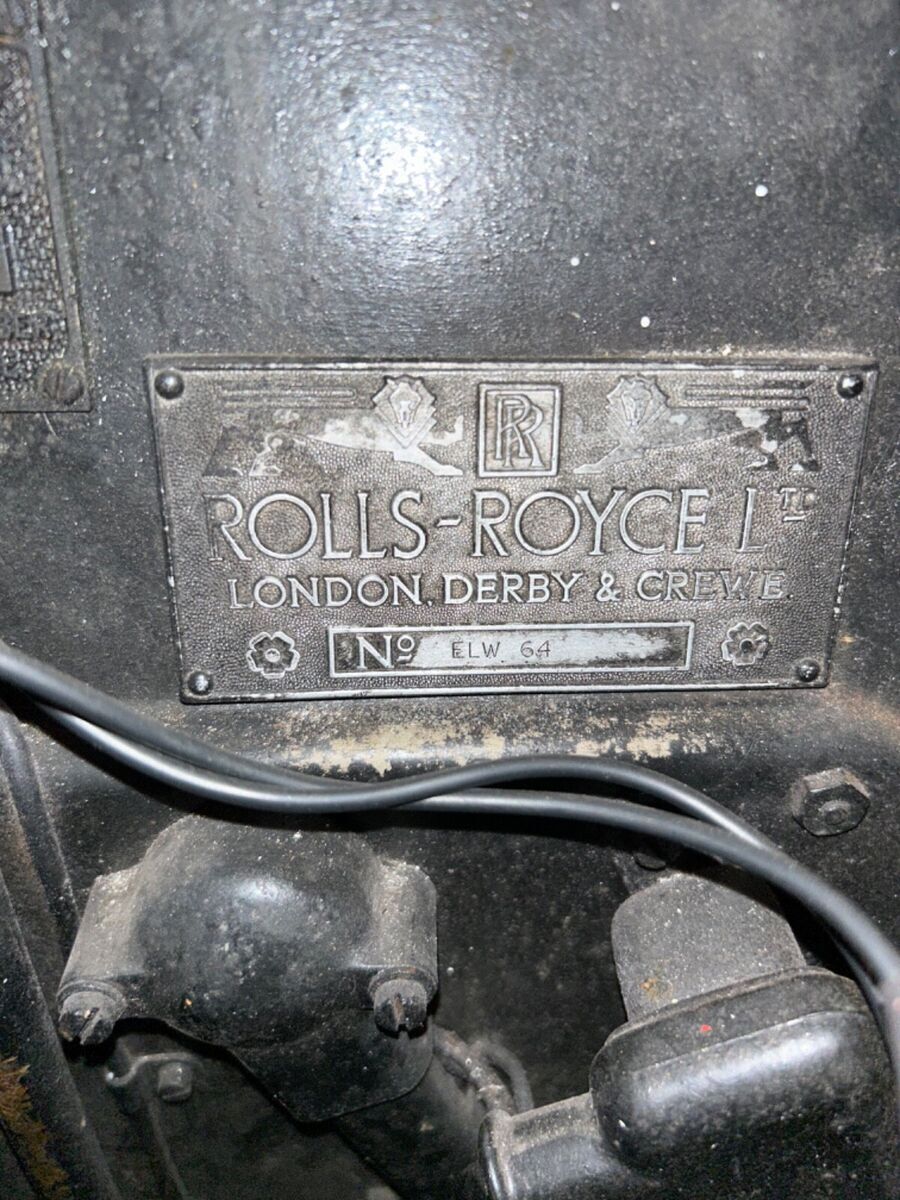 RR
ROLLS-ROYCE LTD
LONDON, DERBY & CREWE.
Nº ELW 64